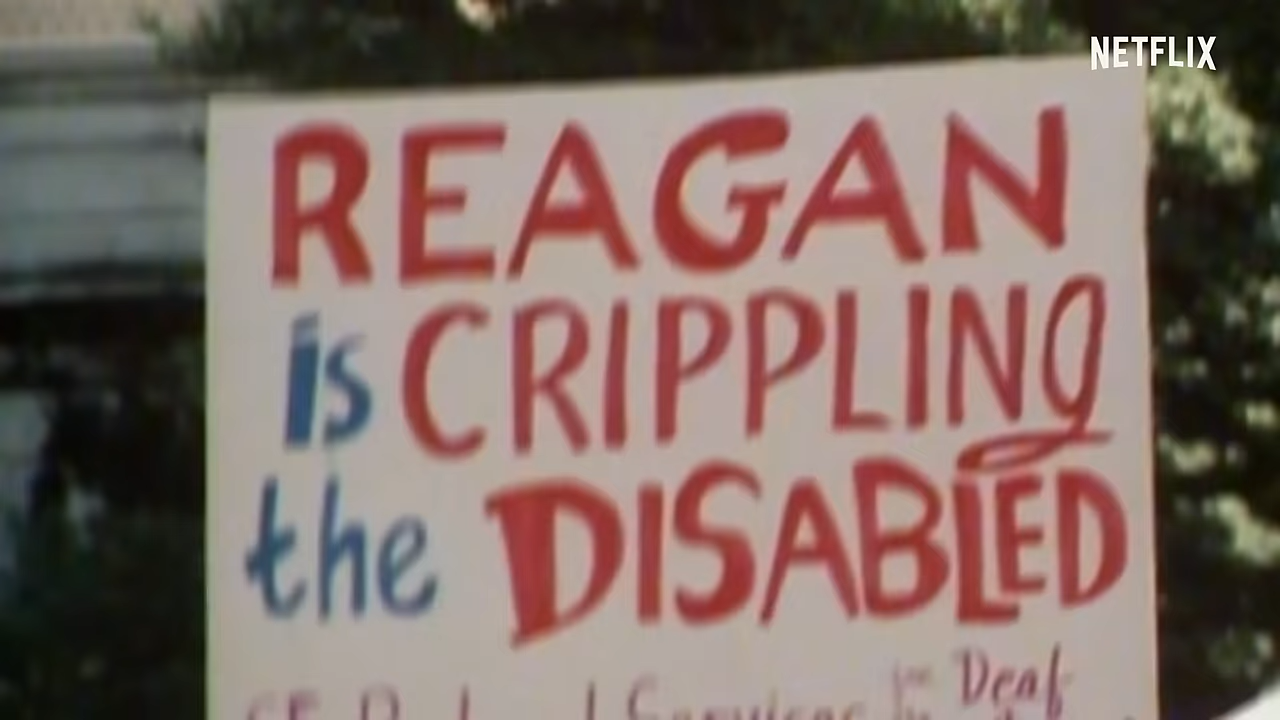 NETFLIX
REAGAN
is CRIPPLINg
the DISABLED
Deaf